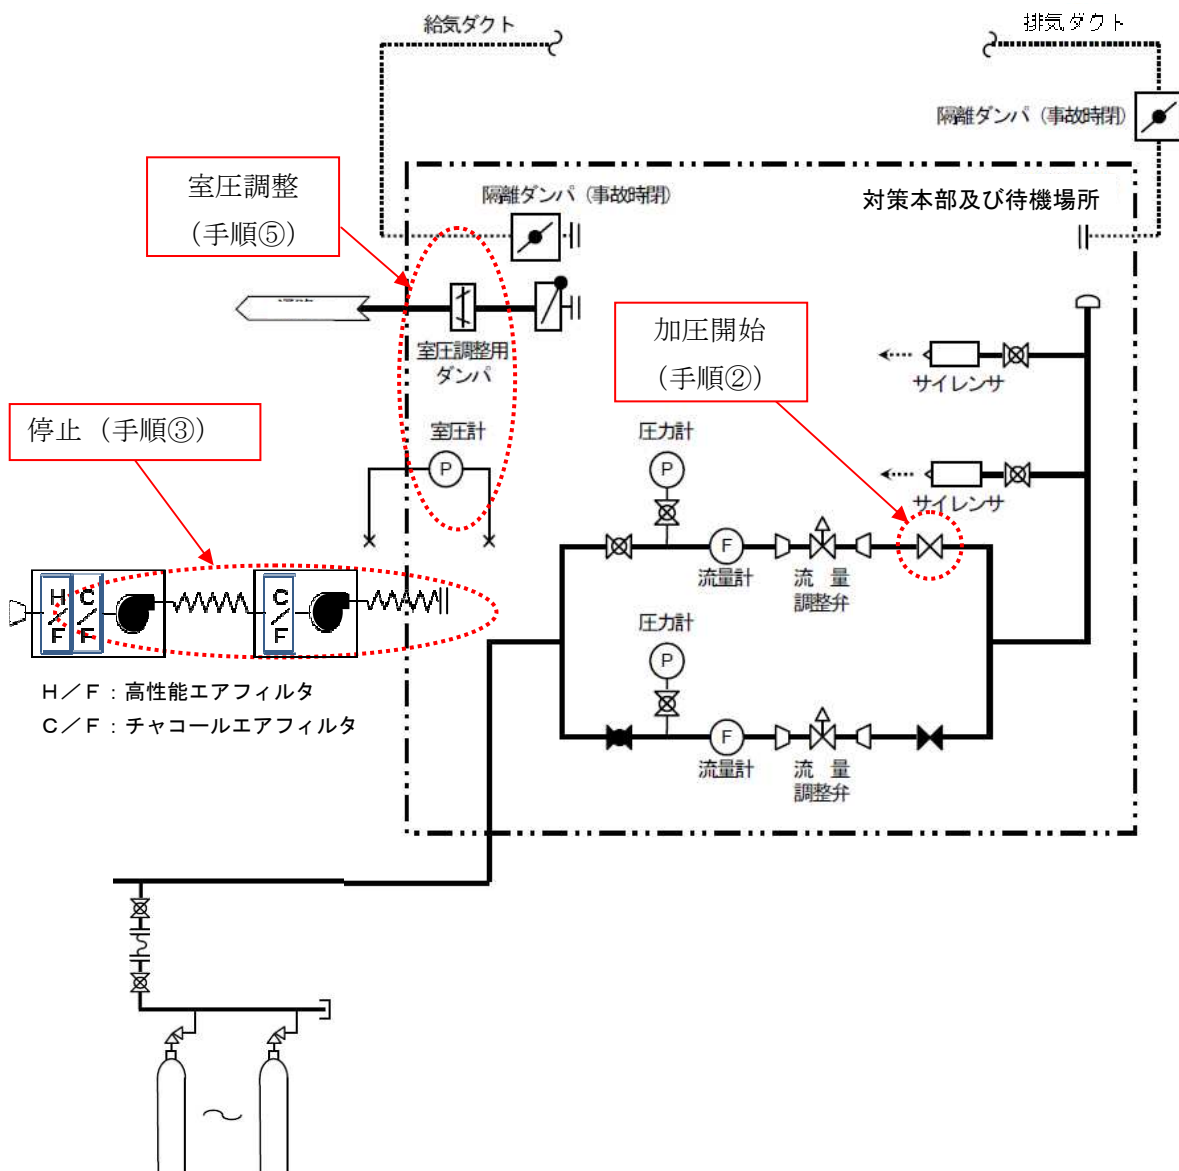 給気ダクト
排気ダクト
隔離ダンパ（事故時閉）
室圧調整
（手順⑤）
隔離ダンパ（事故時閉）
対策本部及び待機場所
加圧開始
（手順②）
室圧調整用
ダンパ
サイレンサ
停止（手順③）
室圧計
P
圧力計
P
サイレンサ
F
流量計
流 量
調整弁
H/F
C/F
C/F
圧力計
P
H／F：高性能エアフィルタ
C／F：チャコールエアフィルタ
F
流量計
流 量
調整弁
～